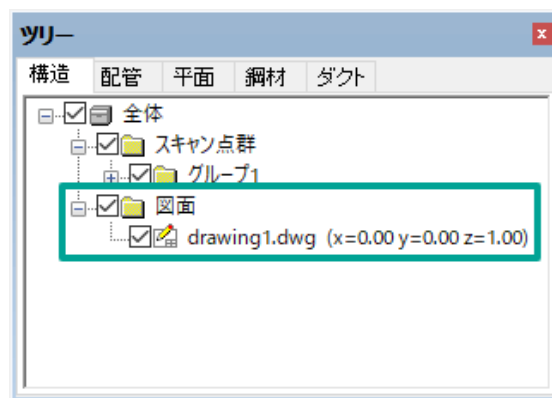 ツリー
構造 配管 平面 鋼材 ダクト
全体
スキャン点群
グループ1
図面
drawing1.dwg (x=0.00 y=0.00 z=1.00)